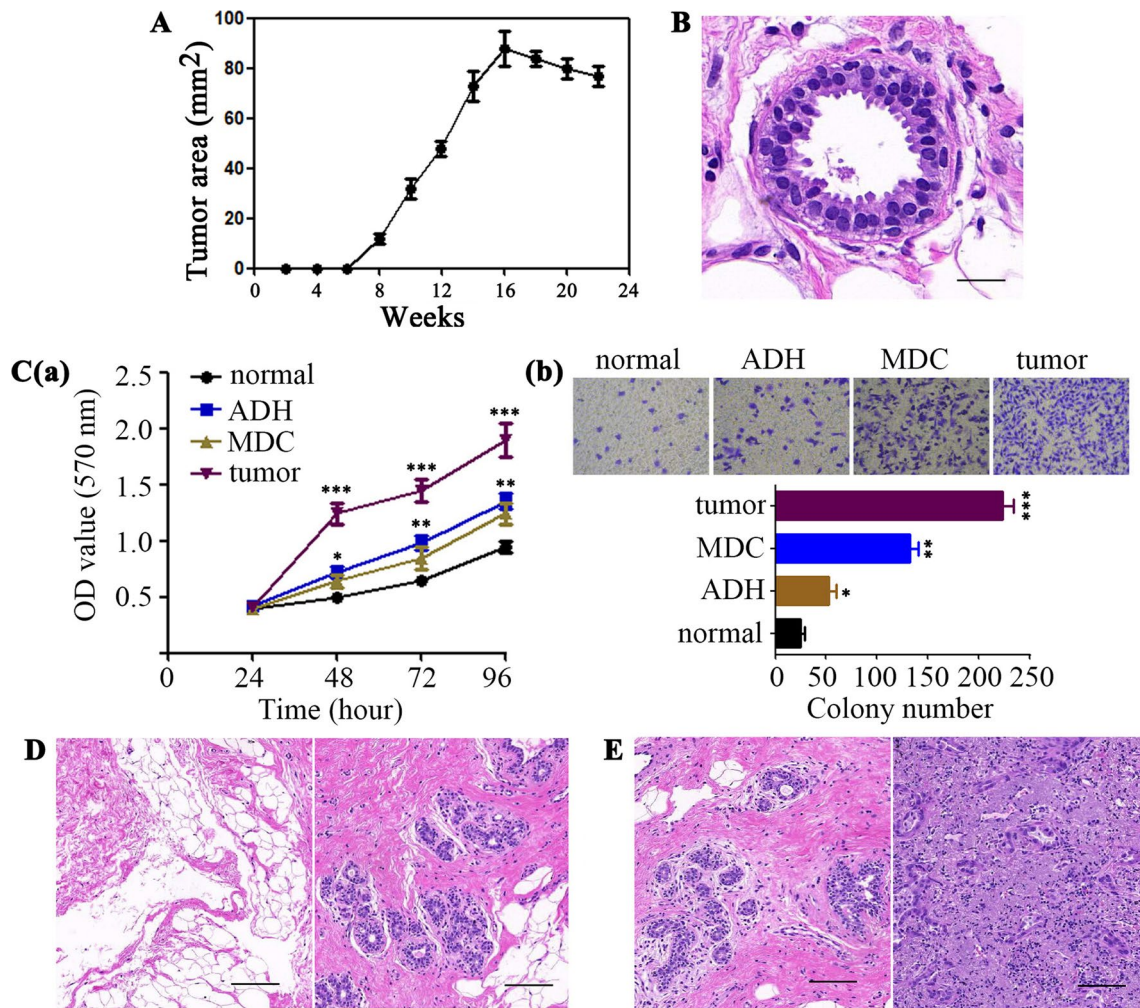 A
Tumor area (mm2)
100
80
60
40
20
0
0 4 8 12 16 20 24
Weeks
B
C(a)
OD value (570 nm)
2.5
2.0
1.5
1.0
0.5
normal
ADH
MDC
tumor
***
***
***
**
**
*
0 24 48 72 96
Time (hour)
(b)
normal ADH MDC tumor
tumor ***
MDC **
ADH *
normal
0 50 100 150 200 250
Colony number
D
E